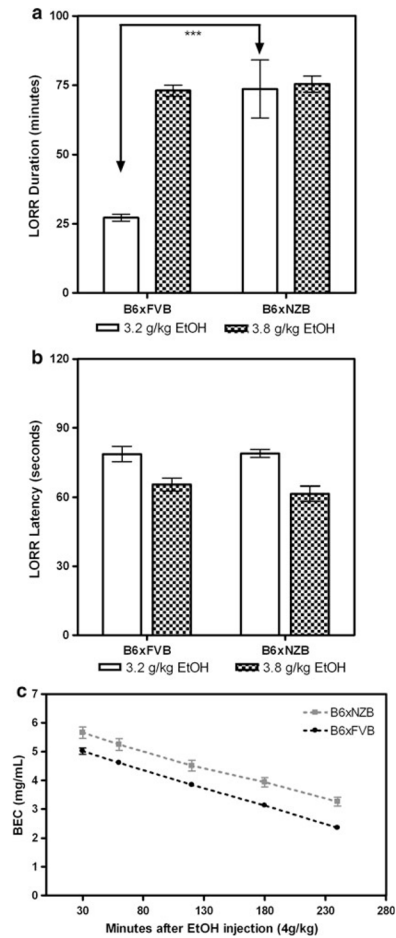 a
100
***
75
50
25
0
LORR Duration (minutes)
B6xFVB B6xNZB
3.2 g/kg EtOH 3.8 g/kg EtOH
b
120
90
60
30
0
LORR Latency (seconds)
B6xFVB B6xNZB
3.2 g/kg EtOH 3.8 g/kg EtOH
c
7
6
5
4
3
2
1
0
BEC (mg/mL)
B6xNZB
B6xFVB
30 80 130 180 230 280
Minutes after EtOH injection (4g/kg)